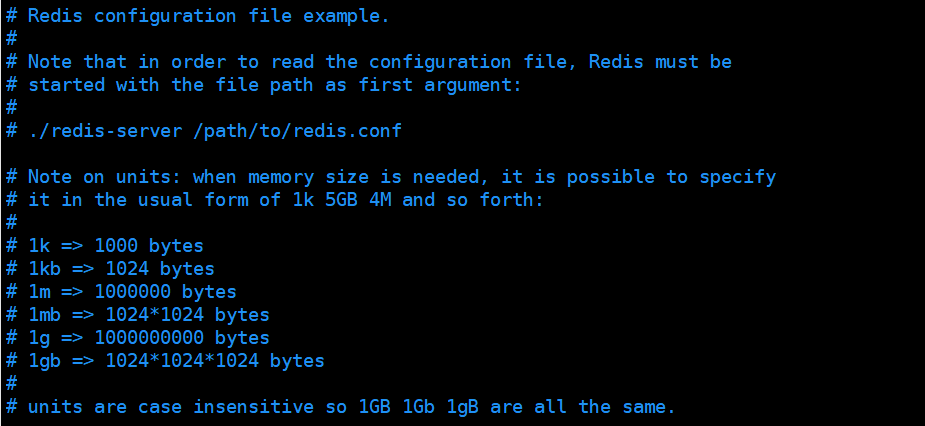 # Redis configuration file example.
#
# Note that in order to read the configuration file, Redis must be
# started with the file path as first argument:
#
# ./redis-server /path/to/redis.conf

# Note on units: when memory size is needed, it is possible to specify
# it in the usual form of 1k 5GB 4M and so forth:
#
# 1k => 1000 bytes
# 1kb => 1024 bytes
# 1m => 1000000 bytes
# 1mb => 1024*1024 bytes
# 1g => 1000000000 bytes
# 1gb => 1024*1024*1024 bytes
#
# units are case insensitive so 1GB 1Gb 1gB are all the same.